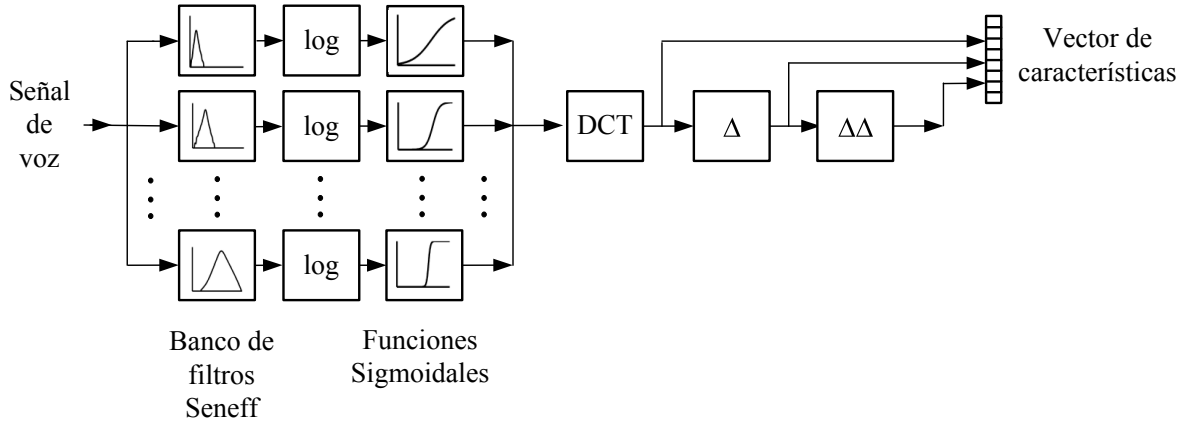 Señal
de
voz
log
log
log
DCT
Δ
ΔΔ
Vector de
características
Banco de
filtros
Seneff
Funciones
Sigmoidales